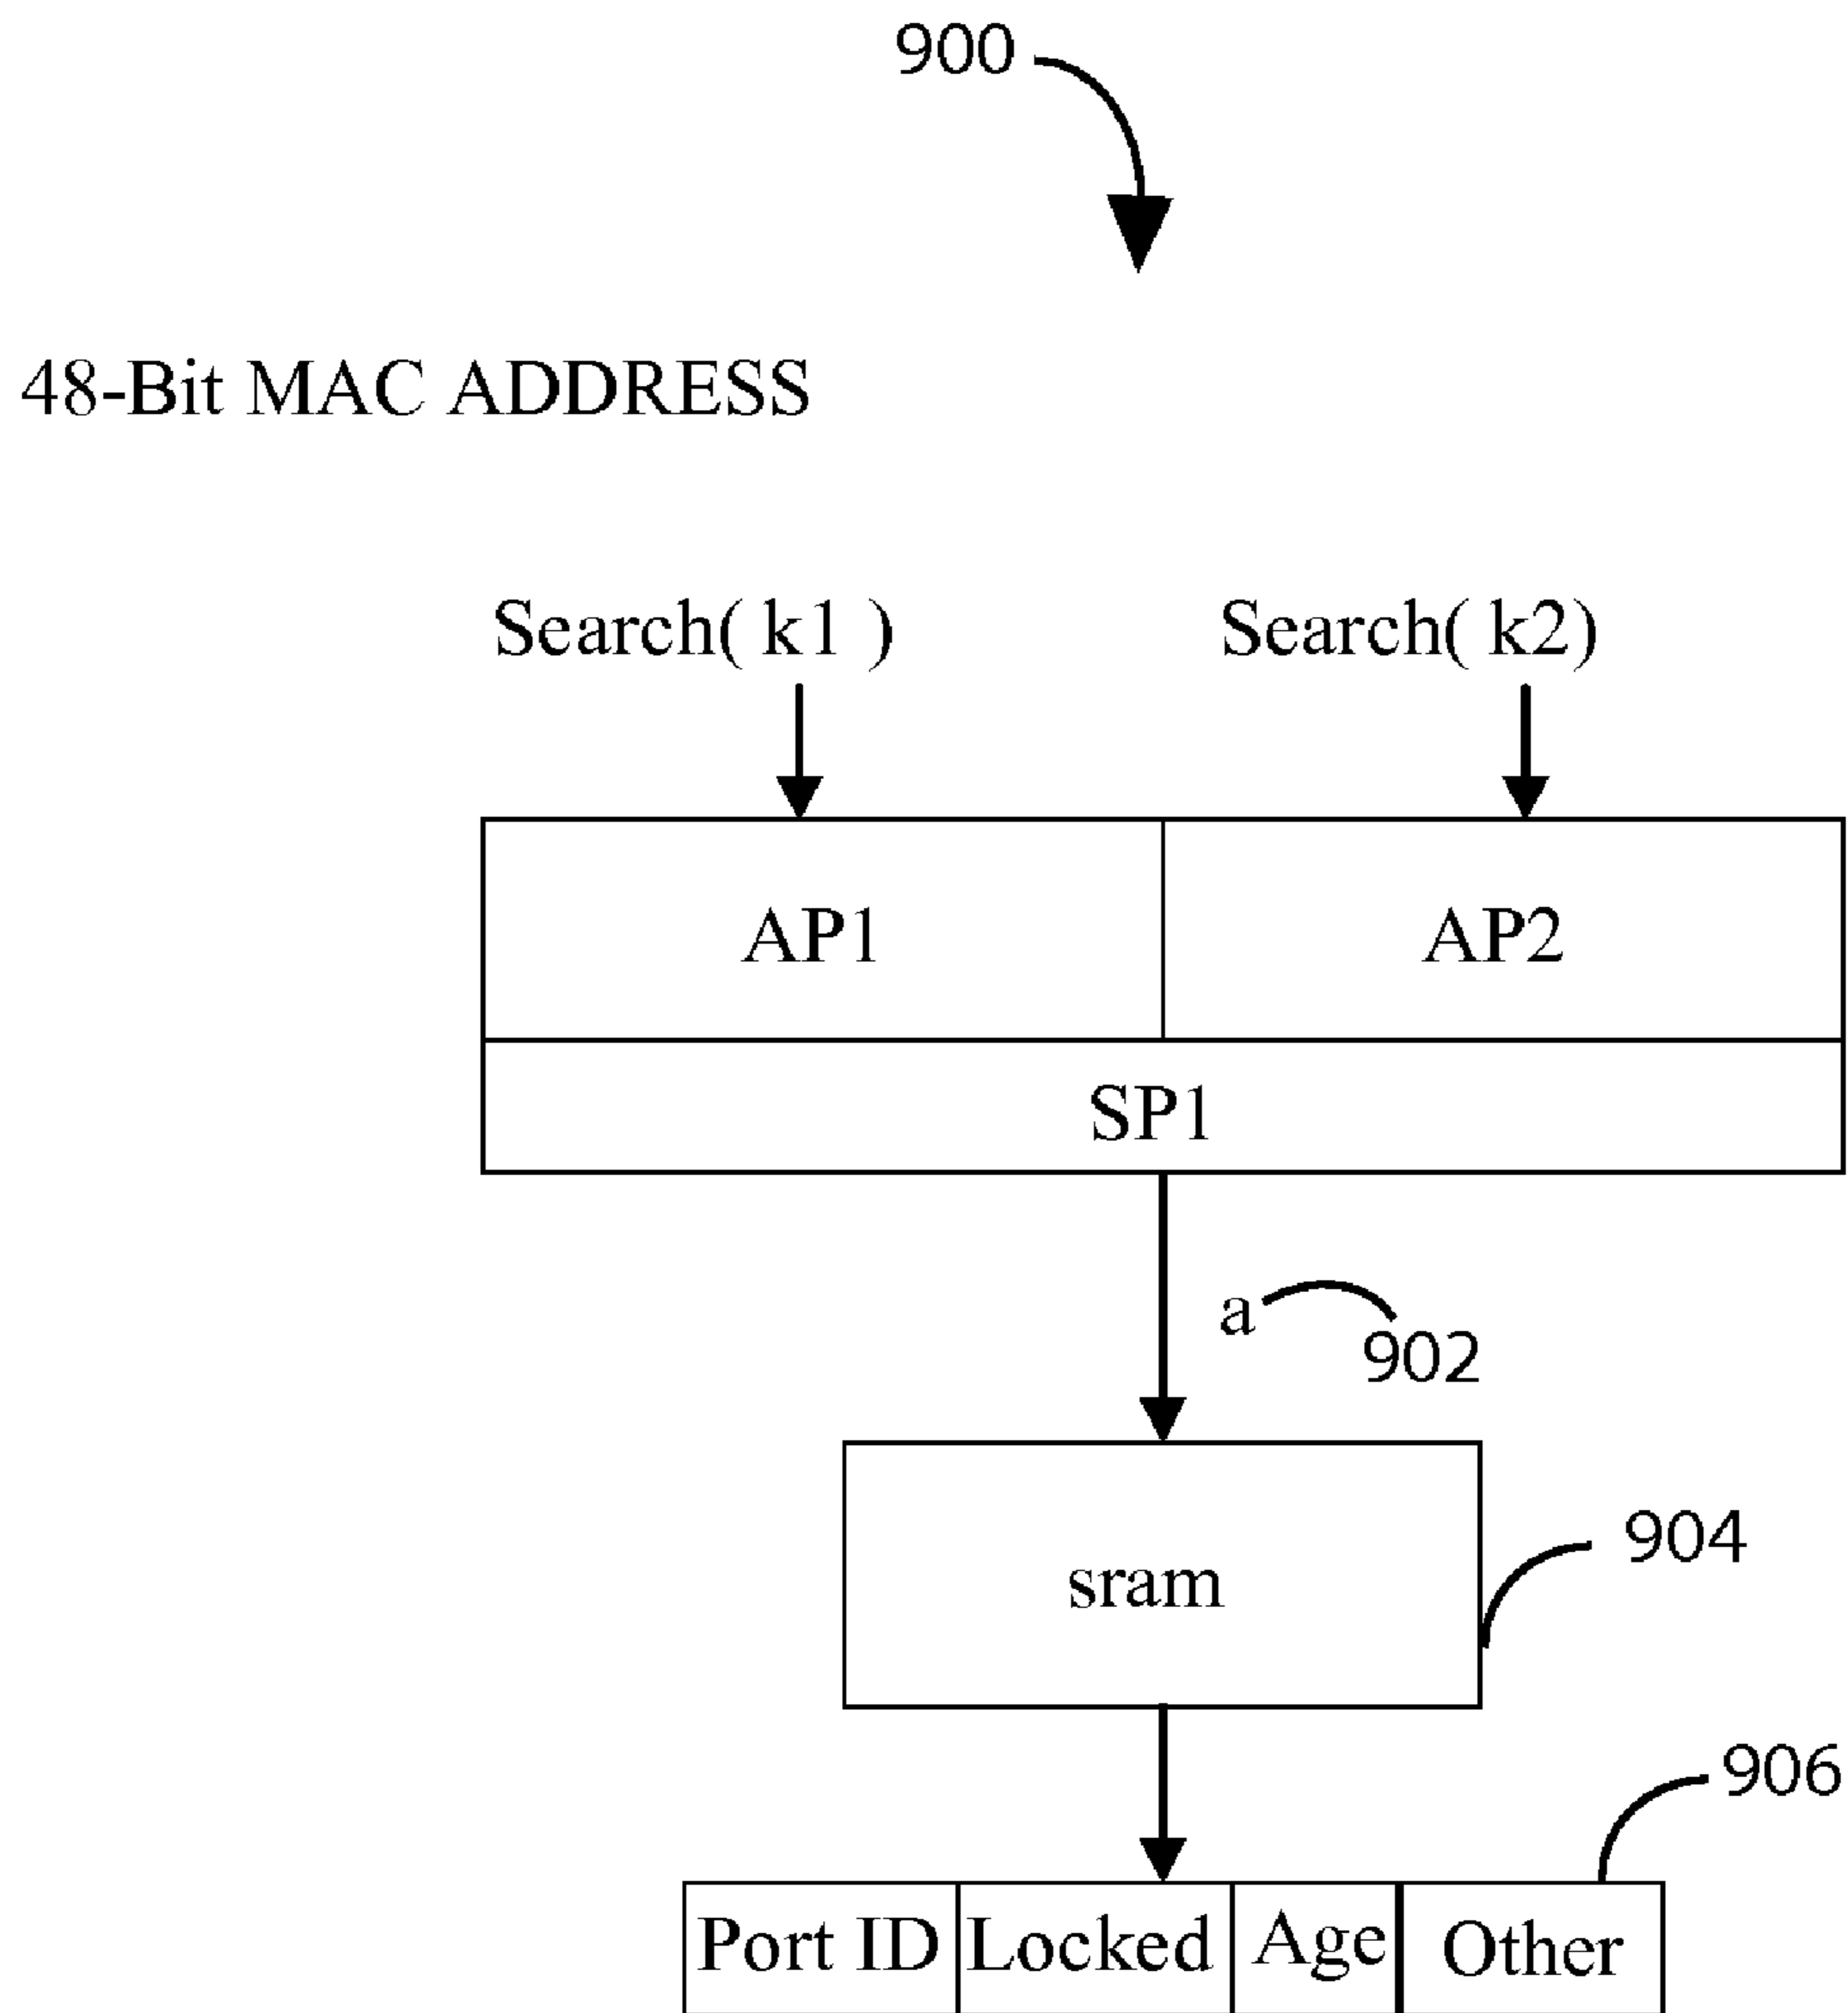 900
48-Bit MAC ADDRESS
Search( k1 ) Search( k2)
AP1 AP2
SP1
a
902
sram
904
906
Port ID Locked Age Other